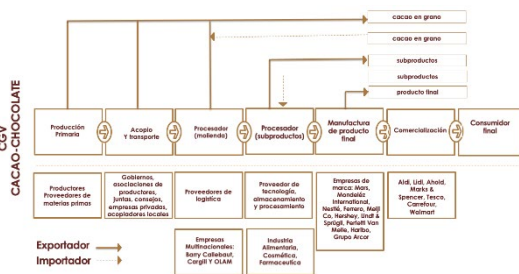 cacao en grano
cacao en grano
subproductos
subproductos
producto final
CGV
CACAO-CHOCOLATE
Producción
Primaria
Acopio
Y transporte
Procesador
(molienda)
Procesador
(subproductos)
Manufactura
de producto
final
Comercialización
Consumidor
final
Productores
Proveedores de
materias primas
Gobiernos,
asociaciones de
productores,
juntas, consejos,
empresas privadas,
acopladores locales
Proveedores de
logística
Proveedor de
tecnología,
almacenamiento
y procesamiento
Empresas de
marca: Mars,
Mondeléz
International,
Nestlé, Ferrero, Meiji
Co, Hershey, Lindt &
Sprügli, Perfetti Van
Melle, Haribo,
Grupo Arcor
Aldi, Lidl, Ahold,
Marks &
Spencer, Tesco,
Carrefour,
Walmart
Empresas
Multinacionales:
Barry Callebaut,
Cargill Y OLAM
Industria
Alimentaria,
Cosmética,
Farmaceutica
Exportador
Importador